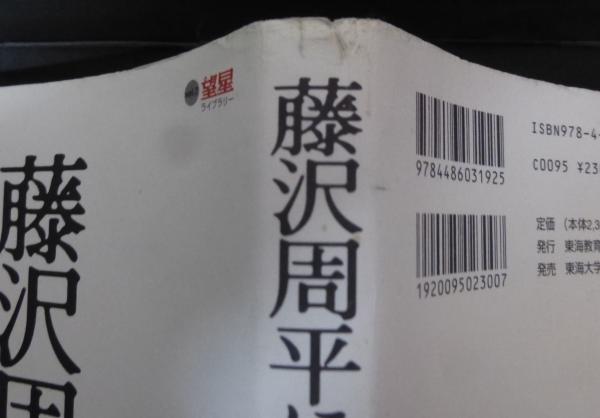 藤沢周
望星
ライブラリー
藤沢周平
9784486031925
1920095023007
ISBN978-4-
C0095 ¥23
定価 (本体2,3
発行 東海教育
発売 東海大学